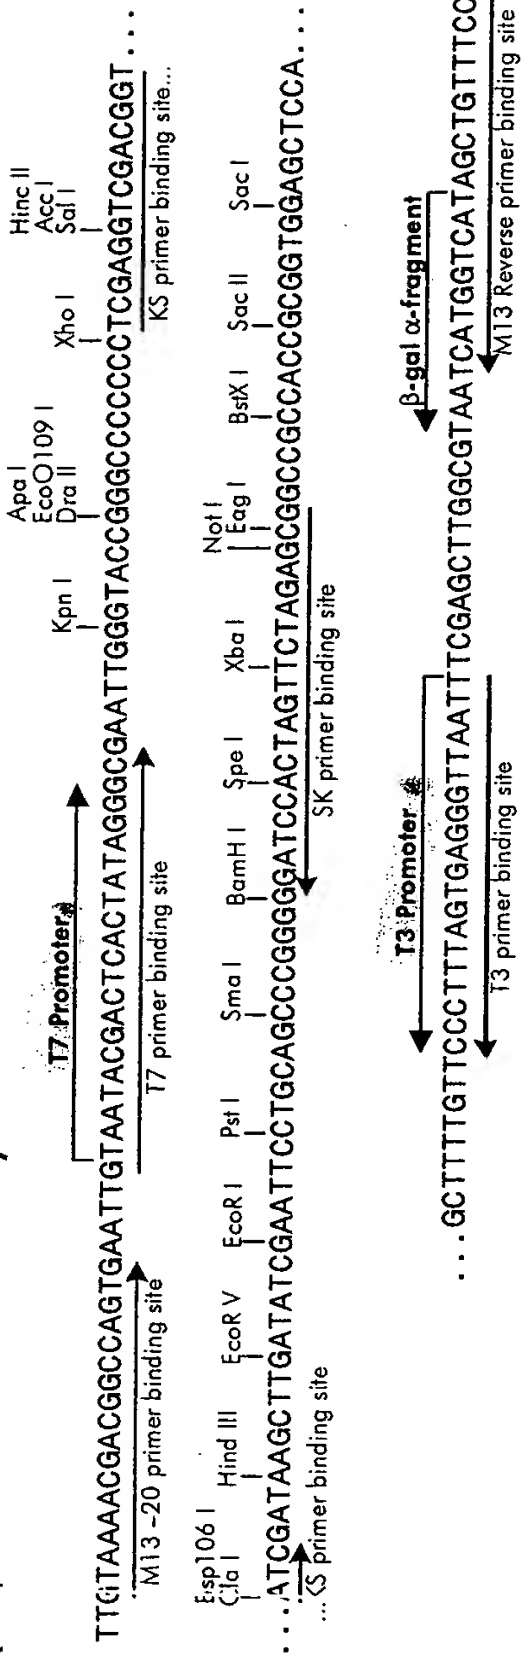 Hinc II
Apa I Acc I
EcoO109 I Sal I
T7 Promoter Kpn I Dra II Xho I
TTGTAAAACGACGGCCAGTGAATTGTAATACGACTCACTATAGGGCGAATTGGGTACCGGGCCCCCCCTCGAGGTCGACGGT...
M13 -20 primer binding site T7 primer binding site KS primer binding site...
Bsp106 I Not I
Cla I Hind III EcoR V EcoR I Pst I Sma I BamH I Spe I Xba I Eag I BstX I Sac II Sac I
...ATCGATAAGCTTGATATCGAATTCCTGCAGCCCGGGGGATCCACTAGTTCTAGAGCGGCCGCCACCGCGGTGGAGCTCCA...
...KS primer binding site SK primer binding site
T3 Promoter β-gal α-fragment
...GCTTTTGTTCCCTTTAGTGAGGGTTAATTTCGAGCTTGGCGTAATCATGGTCATAGCTGTTTCC
T3 primer binding site M13 Reverse primer binding site